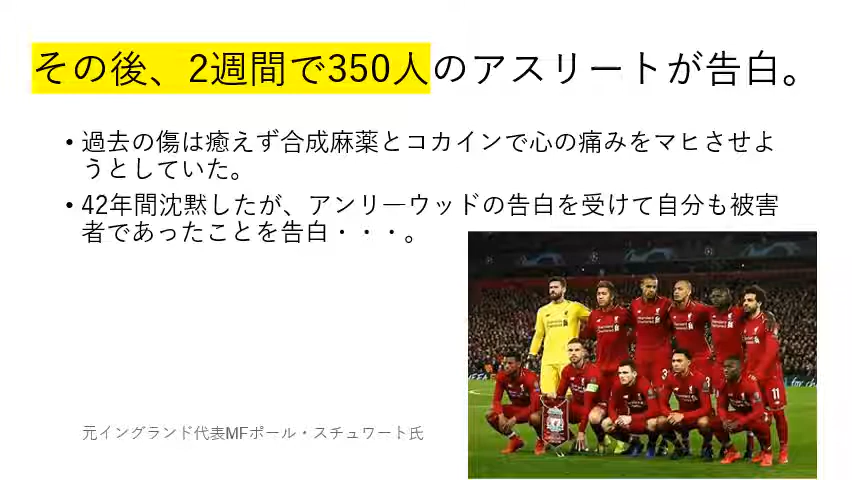 その後、2週間で350人のアスリートが告白。
• 過去の傷は癒えず合成麻薬とコカインで心の痛みをマヒさせよ
うとしていた。
• 42年間沈黙したが、アンリーウッドの告白を受けて自分も被害
者であったことを告白・・・。
元イングランド代表MFポール・スチュワート氏